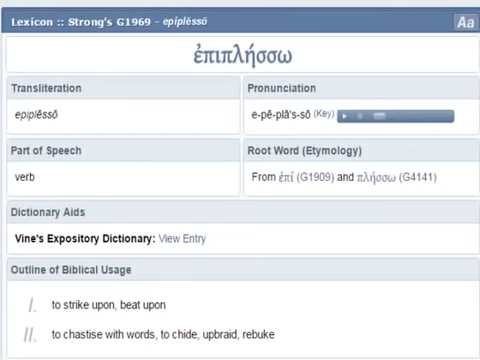 Lexicon :: Strong's G1969 - epiplēssō
Aa
ἐπιπλήσσω
Transliteration
Pronunciation
epiplēssō
e-pē-plā's-sō (Key)
Part of Speech
Root Word (Etymology)
verb
From ἐπί (G1909) and πλήσσω (G4141)
Dictionary Aids
Vine's Expository Dictionary: View Entry
Outline of Biblical Usage
I. to strike upon, beat upon
II. to chastise with words, to chide, upbraid, rebuke